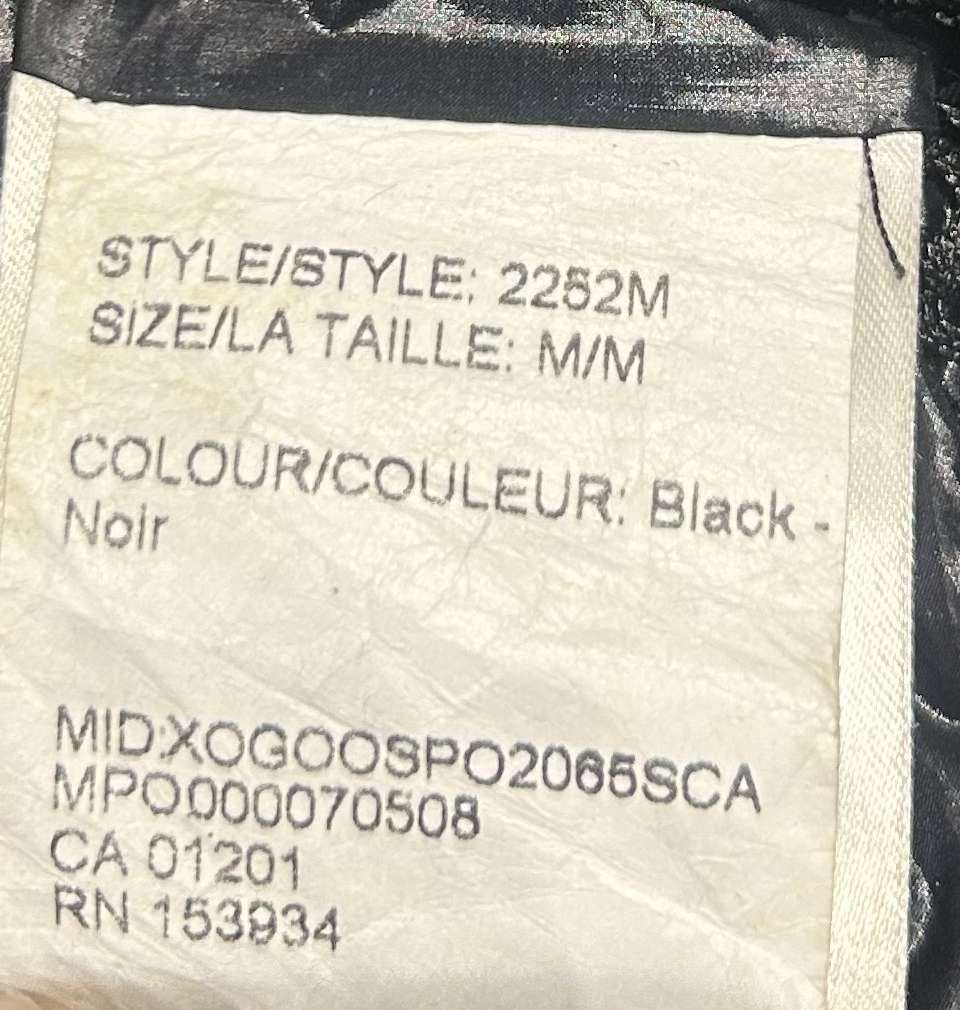 STYLE/STYLE: 2252M
SIZE/LA TAILLE: M/M
COLOUR/COULEUR: Black -
Noir
MID:XOGOOSPO2065SCA
MPO000070508
CA 01201
RN 153934